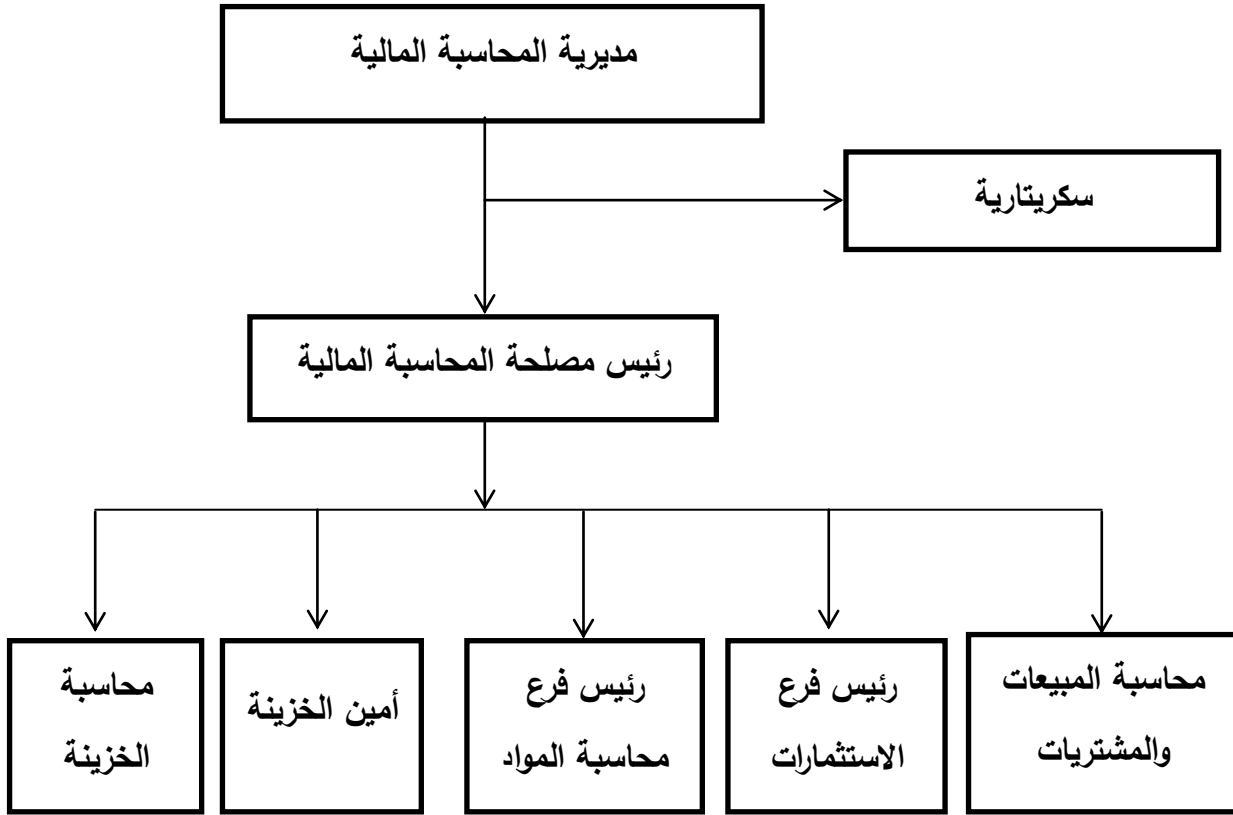 مديرية المحاسبة المالية
سكريتارية
رئيس مصلحة المحاسبة المالية
محاسبة المبيعات
والمشتريات
رئيس فرع
الاستثمارات
رئيس فرع
محاسبة المواد
أمين الخزينة
محاسبة
الخزينة